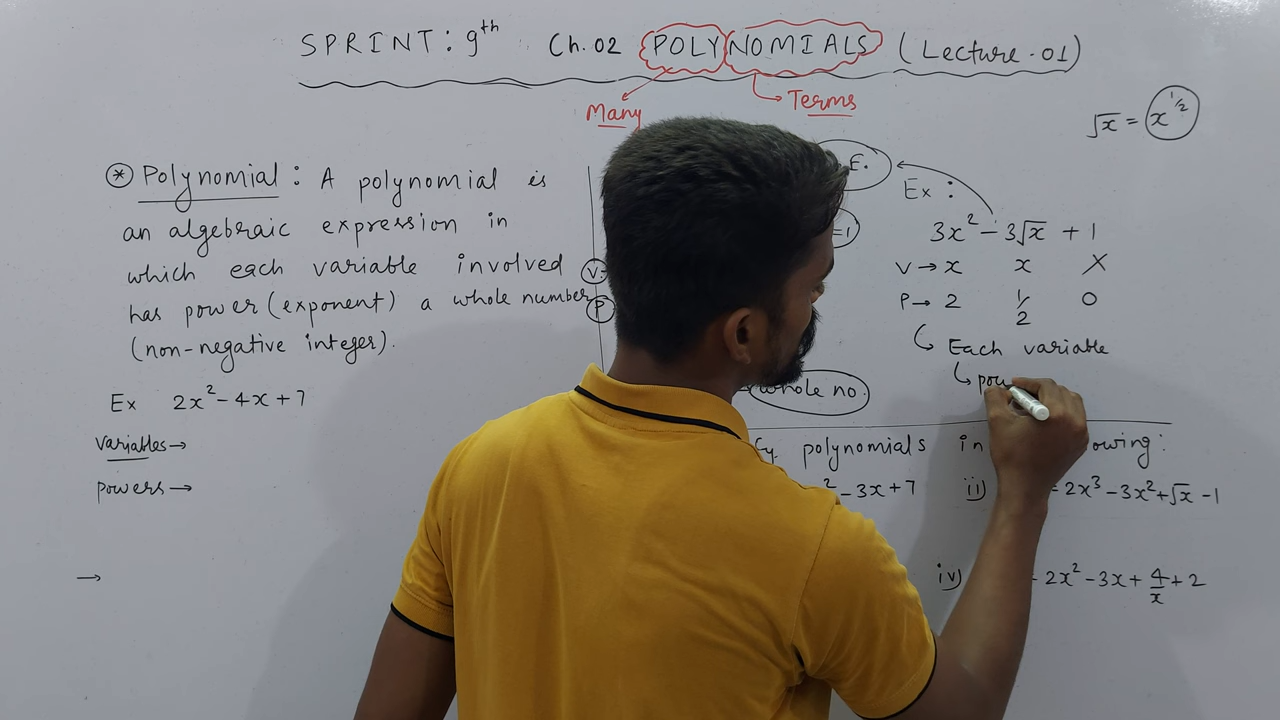 SPRINT: 9th Ch. 02 POLYNOMIALS (Lecture-01)
Many Terms
√x = x^1/2
* Polynomial: A polynomial is
an algebraic expression in
which each variable involved
has power (exponent) a whole number
(non-negative integer).
Ex 2x²-4x+7
Variables→
Powers→
→
V
P
whole no.
Ex:
3x²-3√x+1
V→ x x X
P→ 2 1/2 0
Each variable
pow
polynomials in owing:
² -3x+7 ii) 2x³-3x²+√x-1
iv) 2x²-3x+4/x+2